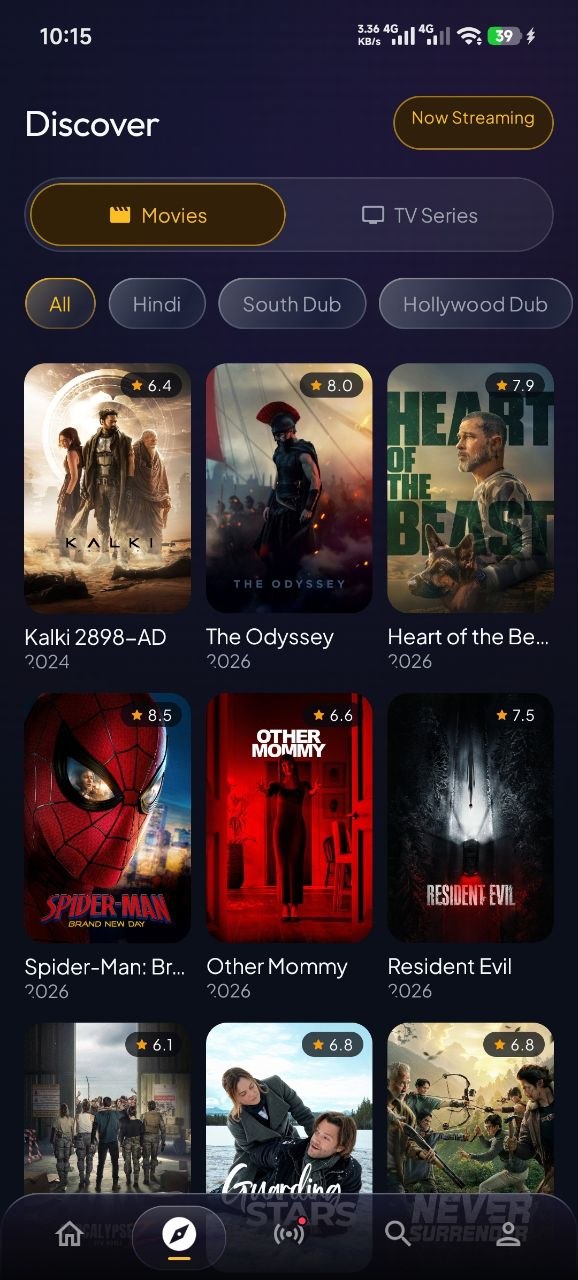 10:15
3.36 KB/s 4G 4G 39
Discover
Now Streaming
Movies
TV Series
All
Hindi
South Dub
Hollywood Dub
6.4
8.0
7.9
KALKI
THE ODYSSEY
HEART
OF
THE
BEAST
Kalki 2898-AD
The Odyssey
Heart of the Be...
2024
2026
2026
8.5
6.6
7.5
SPIDER-MAN
BRAND NEW DAY
OTHER
MOMMY
RESIDENT EVIL
Spider-Man: Br...
Other Mommy
Resident Evil
2026
2026
2026
6.1
6.8
6.8
Guarding
STARS
NEVER
SURRENDER